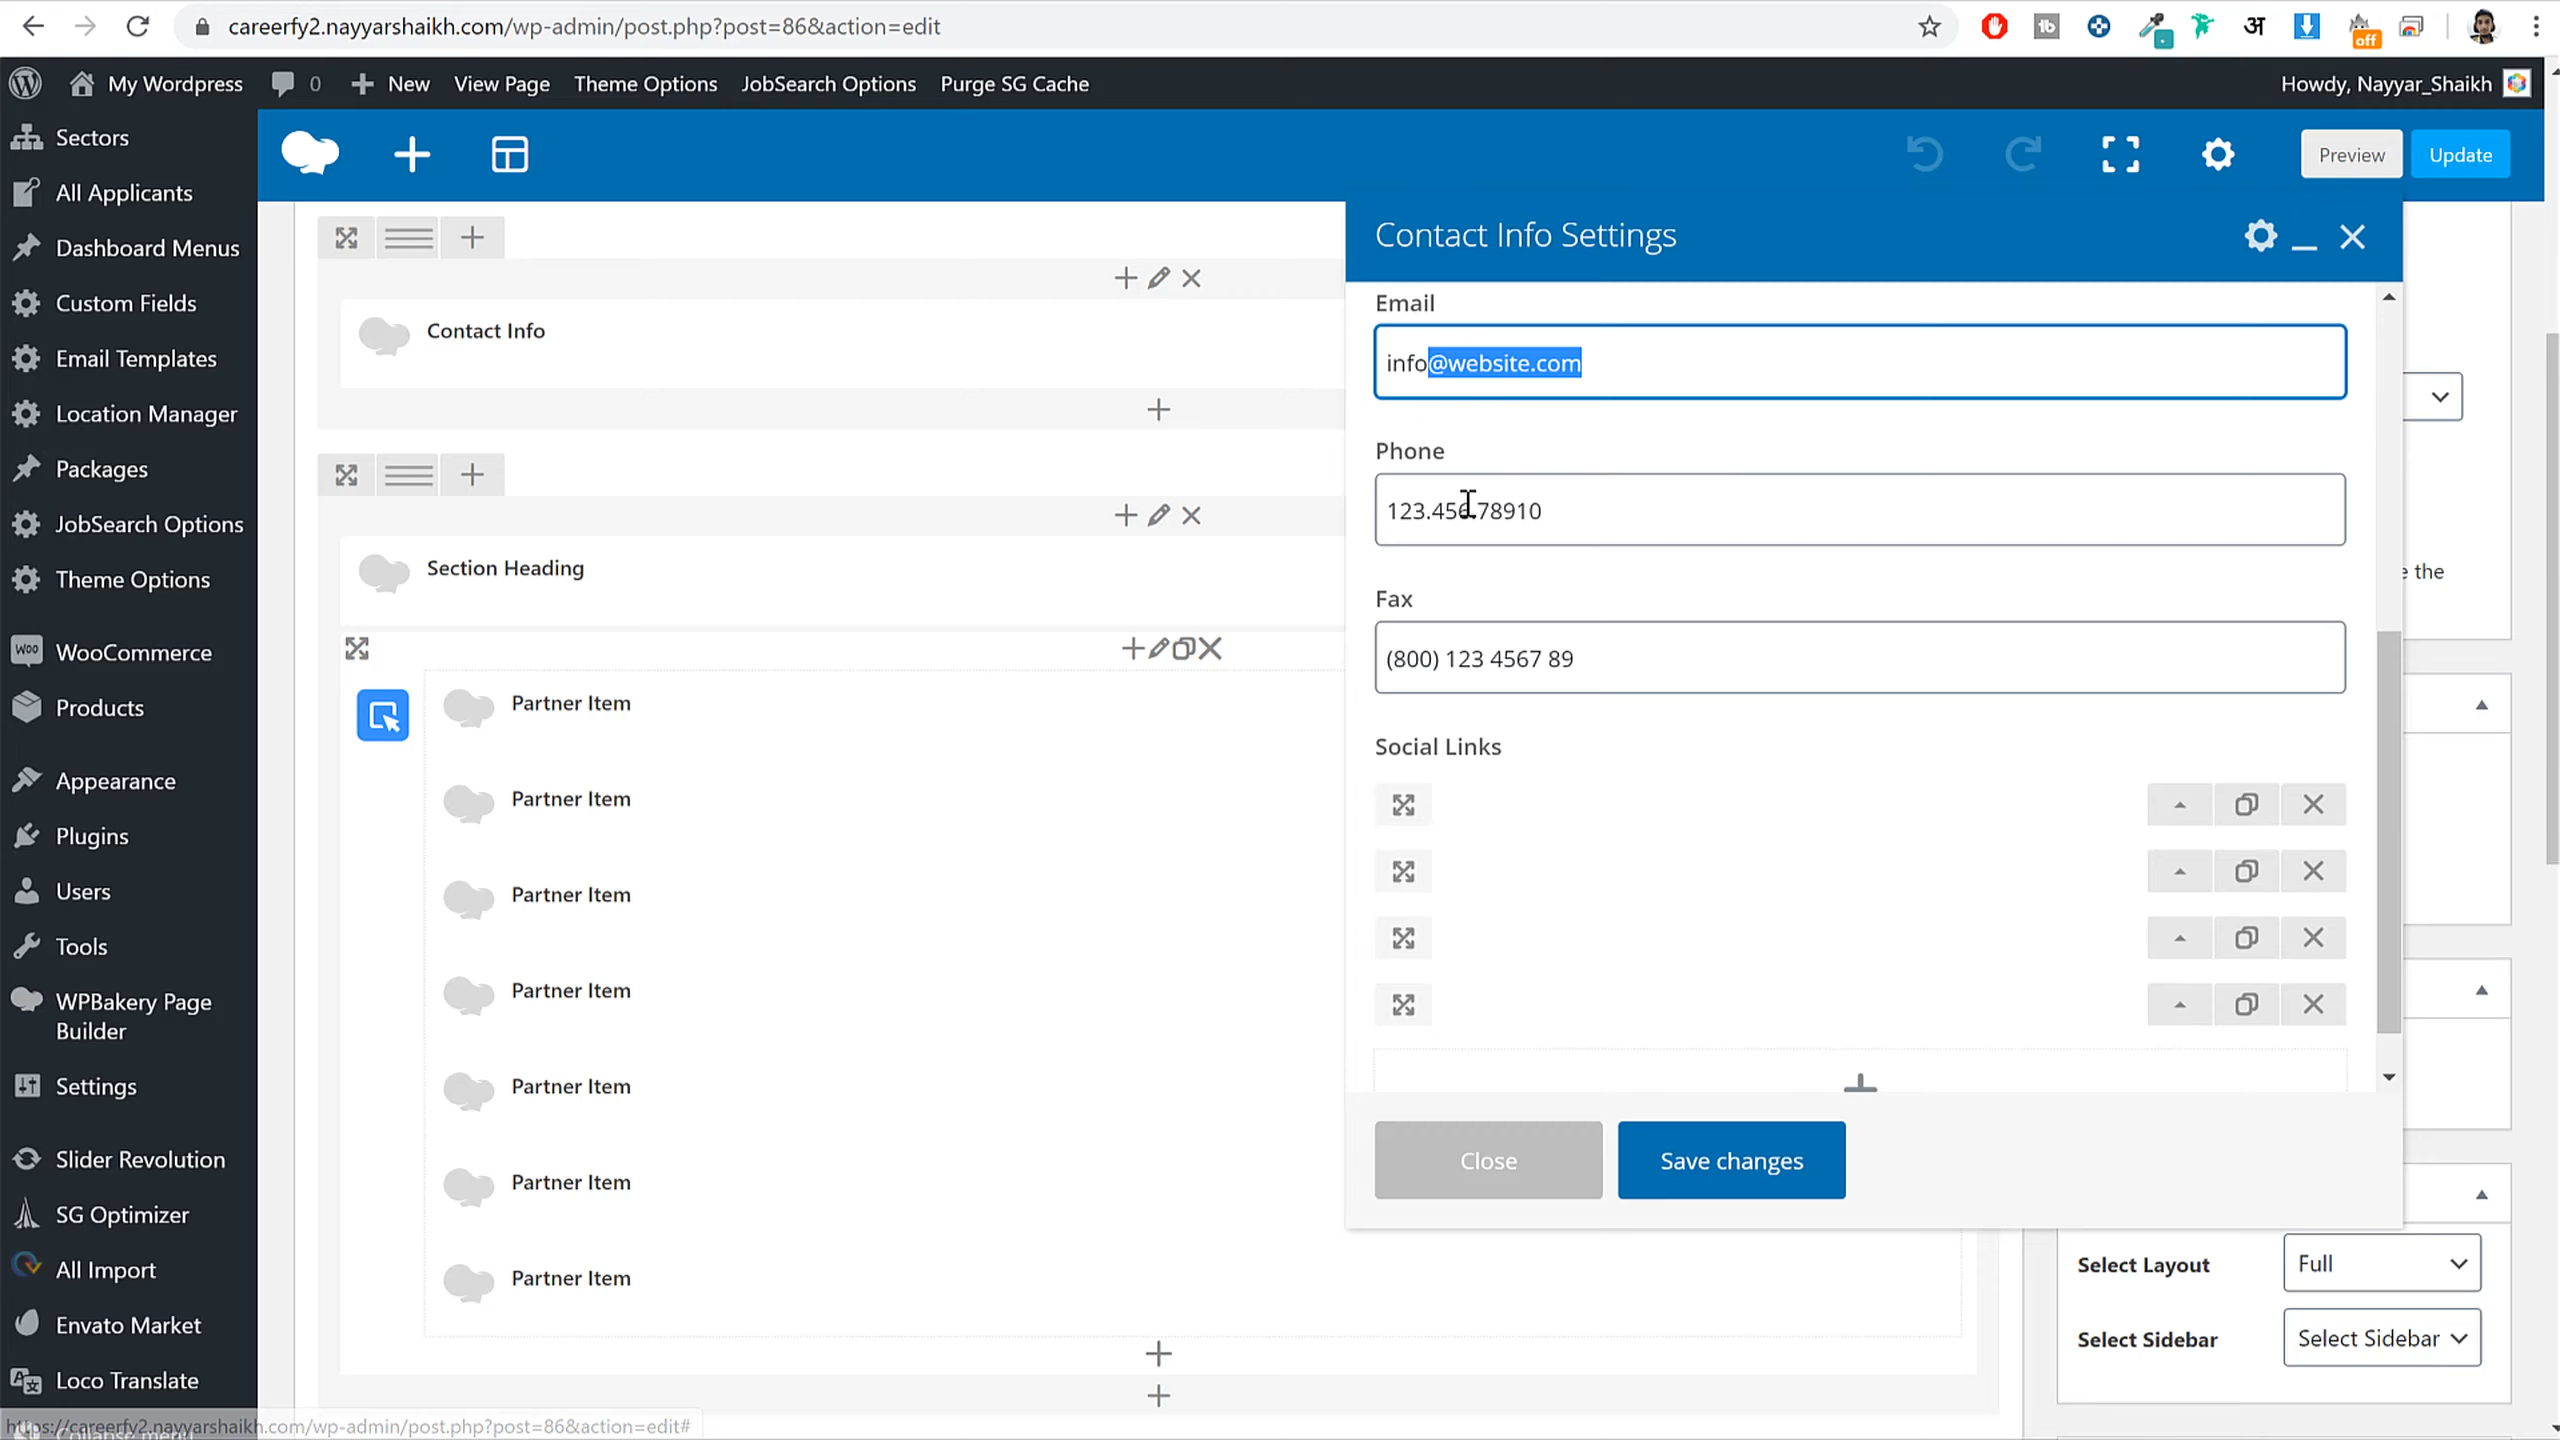 careerfy2.nayyarshaikh.com/wp-admin/post.php?post=86&action=edit
off
My Wordpress
0
New
View Page
Theme Options
JobSearch Options
Purge SG Cache
Howdy, Nayyar_Shaikh
Sectors
All Applicants
Dashboard Menus
Custom Fields
Email Templates
Location Manager
Packages
JobSearch Options
Theme Options
WooCommerce
Products
Appearance
Plugins
Users
Tools
WPBakery Page
Builder
Settings
Slider Revolution
SG Optimizer
All Import
Envato Market
Loco Translate
Preview
Update
Contact Info
Section Heading
Partner Item
Partner Item
Partner Item
Partner Item
Partner Item
Partner Item
Partner Item
Contact Info Settings
Email
info@website.com
Phone
123.456.78910
Fax
(800) 123 4567 89
Social Links
Close
Save changes
the
Select Layout
Full
Select Sidebar
Select Sidebar
https://careerfy2.nayyarshaikh.com/wp-admin/post.php?post=86&action=edit#